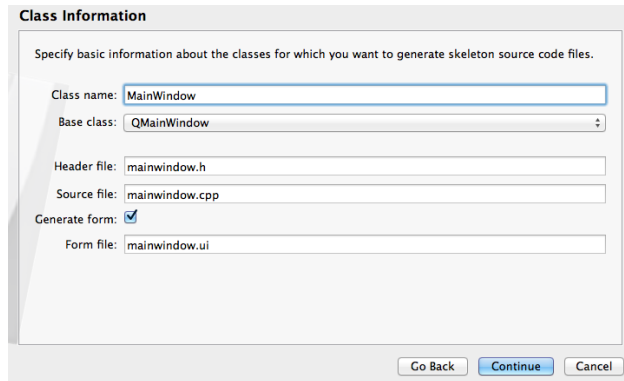 Class Information
Specify basic information about the classes for which you want to generate skeleton source code files.
Class name: MainWindow
Base class: QMainWindow
Header file: mainwindow.h
Source file: mainwindow.cpp
Generate form:
Form file: mainwindow.ui
Go Back Continue Cancel